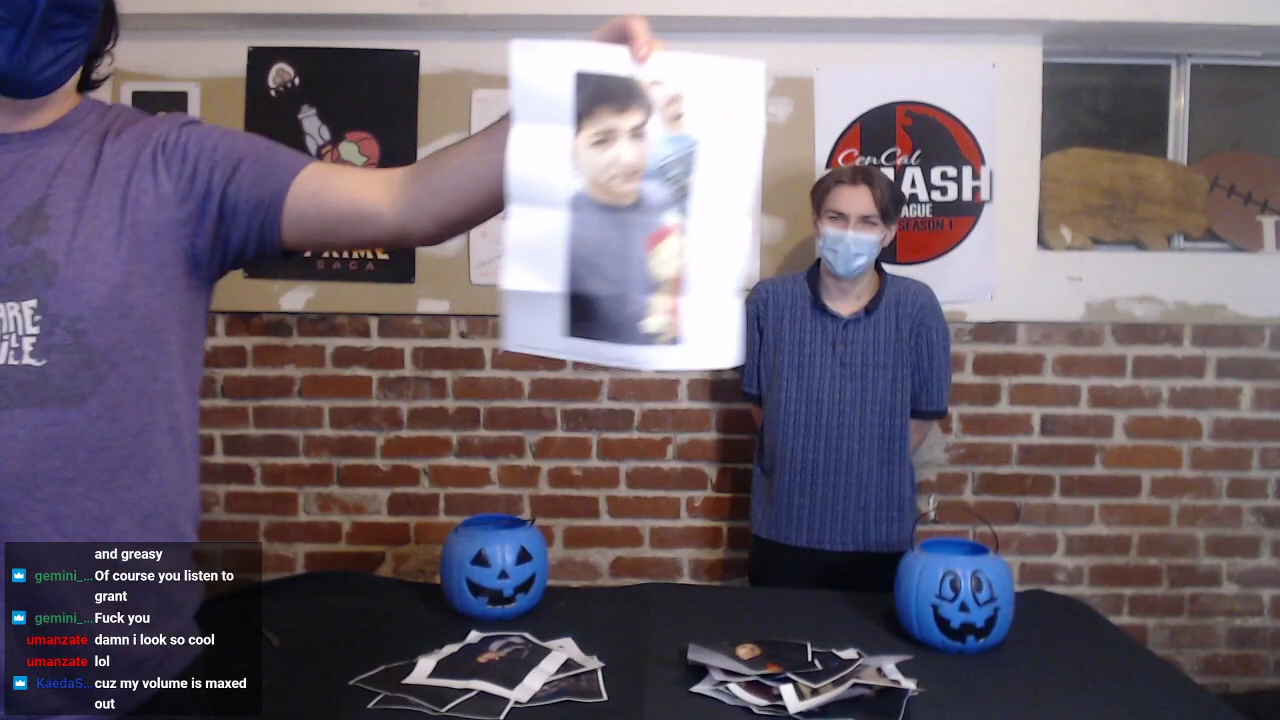 PRIME
SAGA
CenCal
SMASH
LEAGUE
SEASON 1
and greasy
gemini_... Of course you listen to
grant
gemini_... Fuck you
umanzate damn i look so cool
umanzate lol
KaedaS... cuz my volume is maxed
out